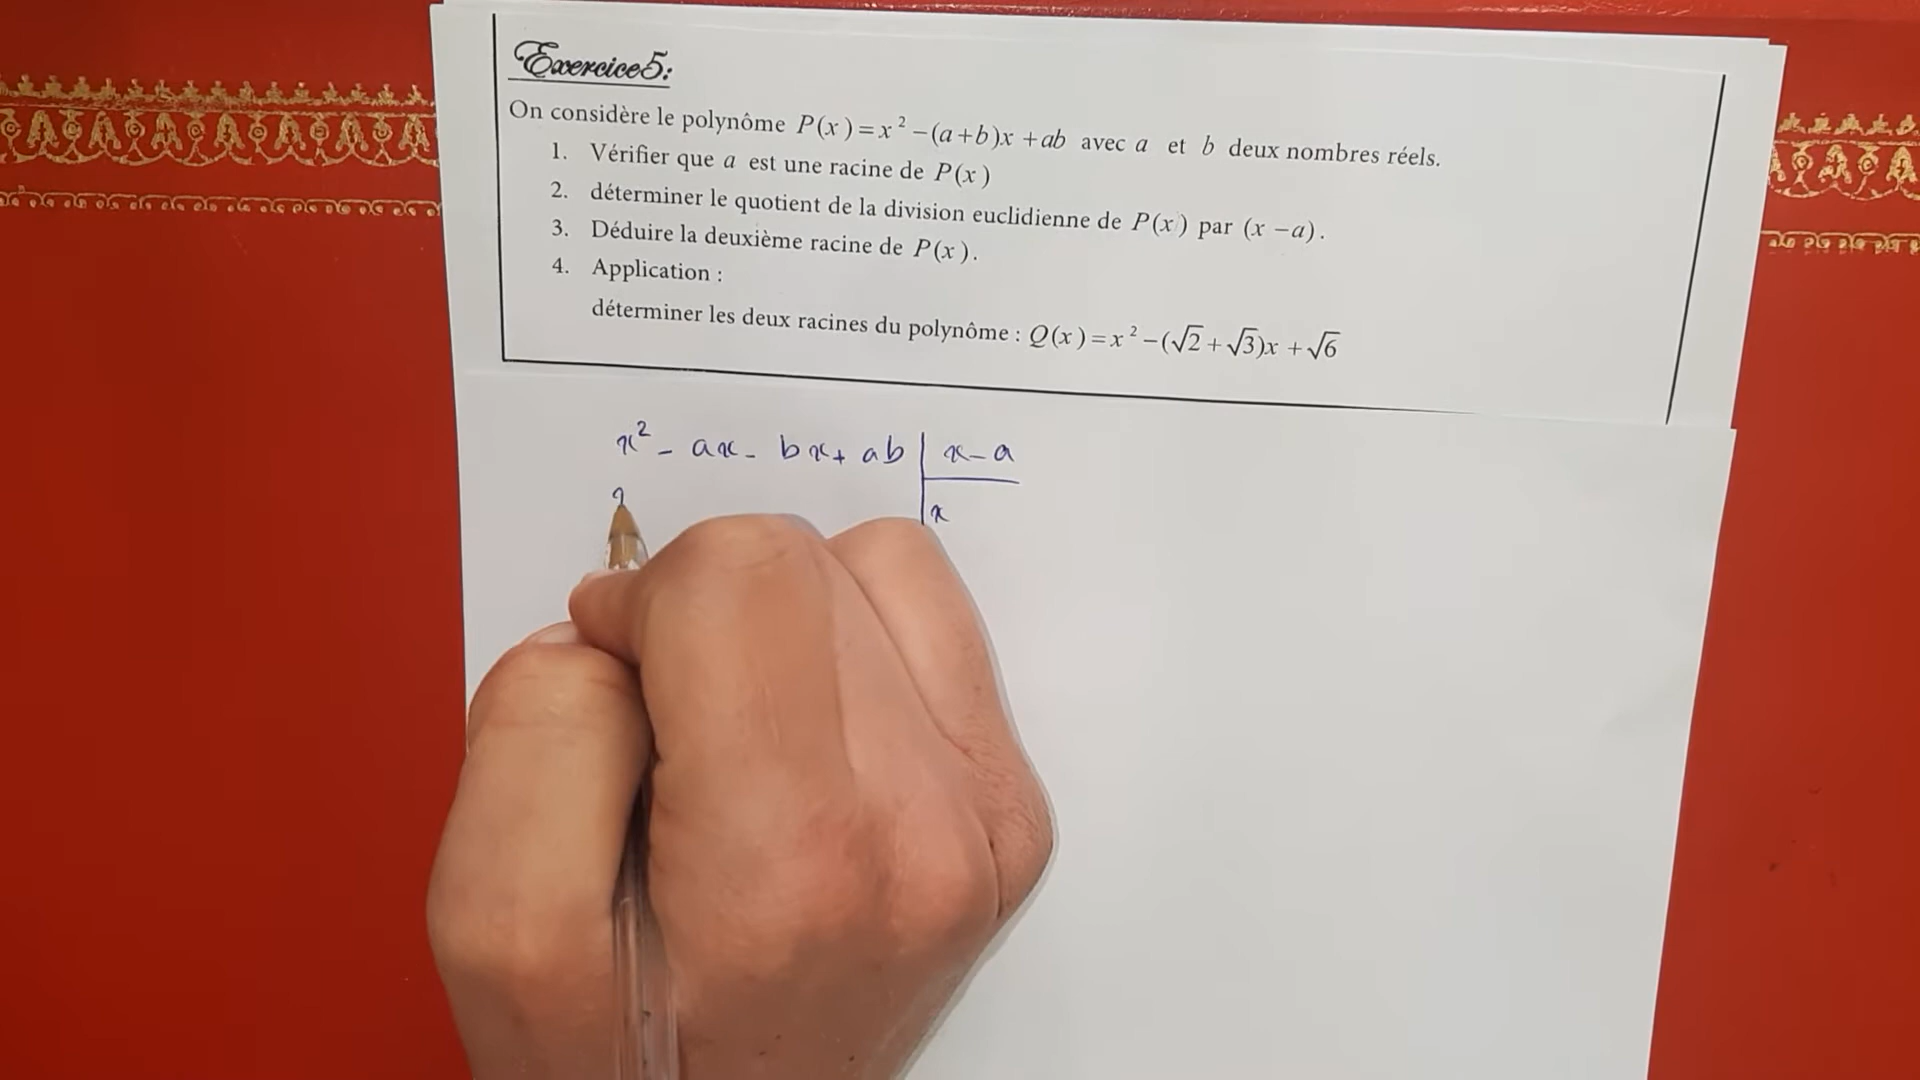 Exercice5:
On considère le polynôme P(x)=x²−(a+b)x+ab avec a et b deux nombres réels.
1. Vérifier que a est une racine de P(x)
2. déterminer le quotient de la division euclidienne de P(x) par (x−a).
3. Déduire la deuxième racine de P(x).
4. Application :
déterminer les deux racines du polynôme : Q(x)=x²−(√2+√3)x+√6
x² - ax - bx + ab | x - a
x